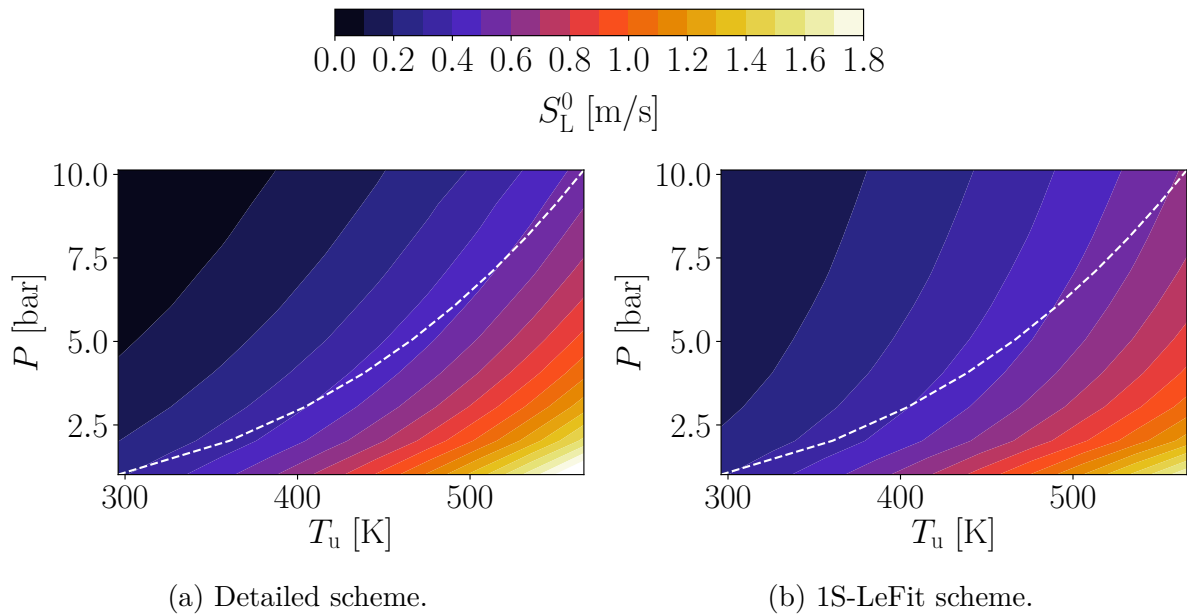 0.0 0.2 0.4 0.6 0.8 1.0 1.2 1.4 1.6 1.8
S_L^0 [m/s]
10.0
7.5
5.0
2.5
P [bar]
300 400 500
T_u [K]
(a) Detailed scheme.
10.0
7.5
5.0
2.5
P [bar]
300 400 500
T_u [K]
(b) 1S-LeFit scheme.